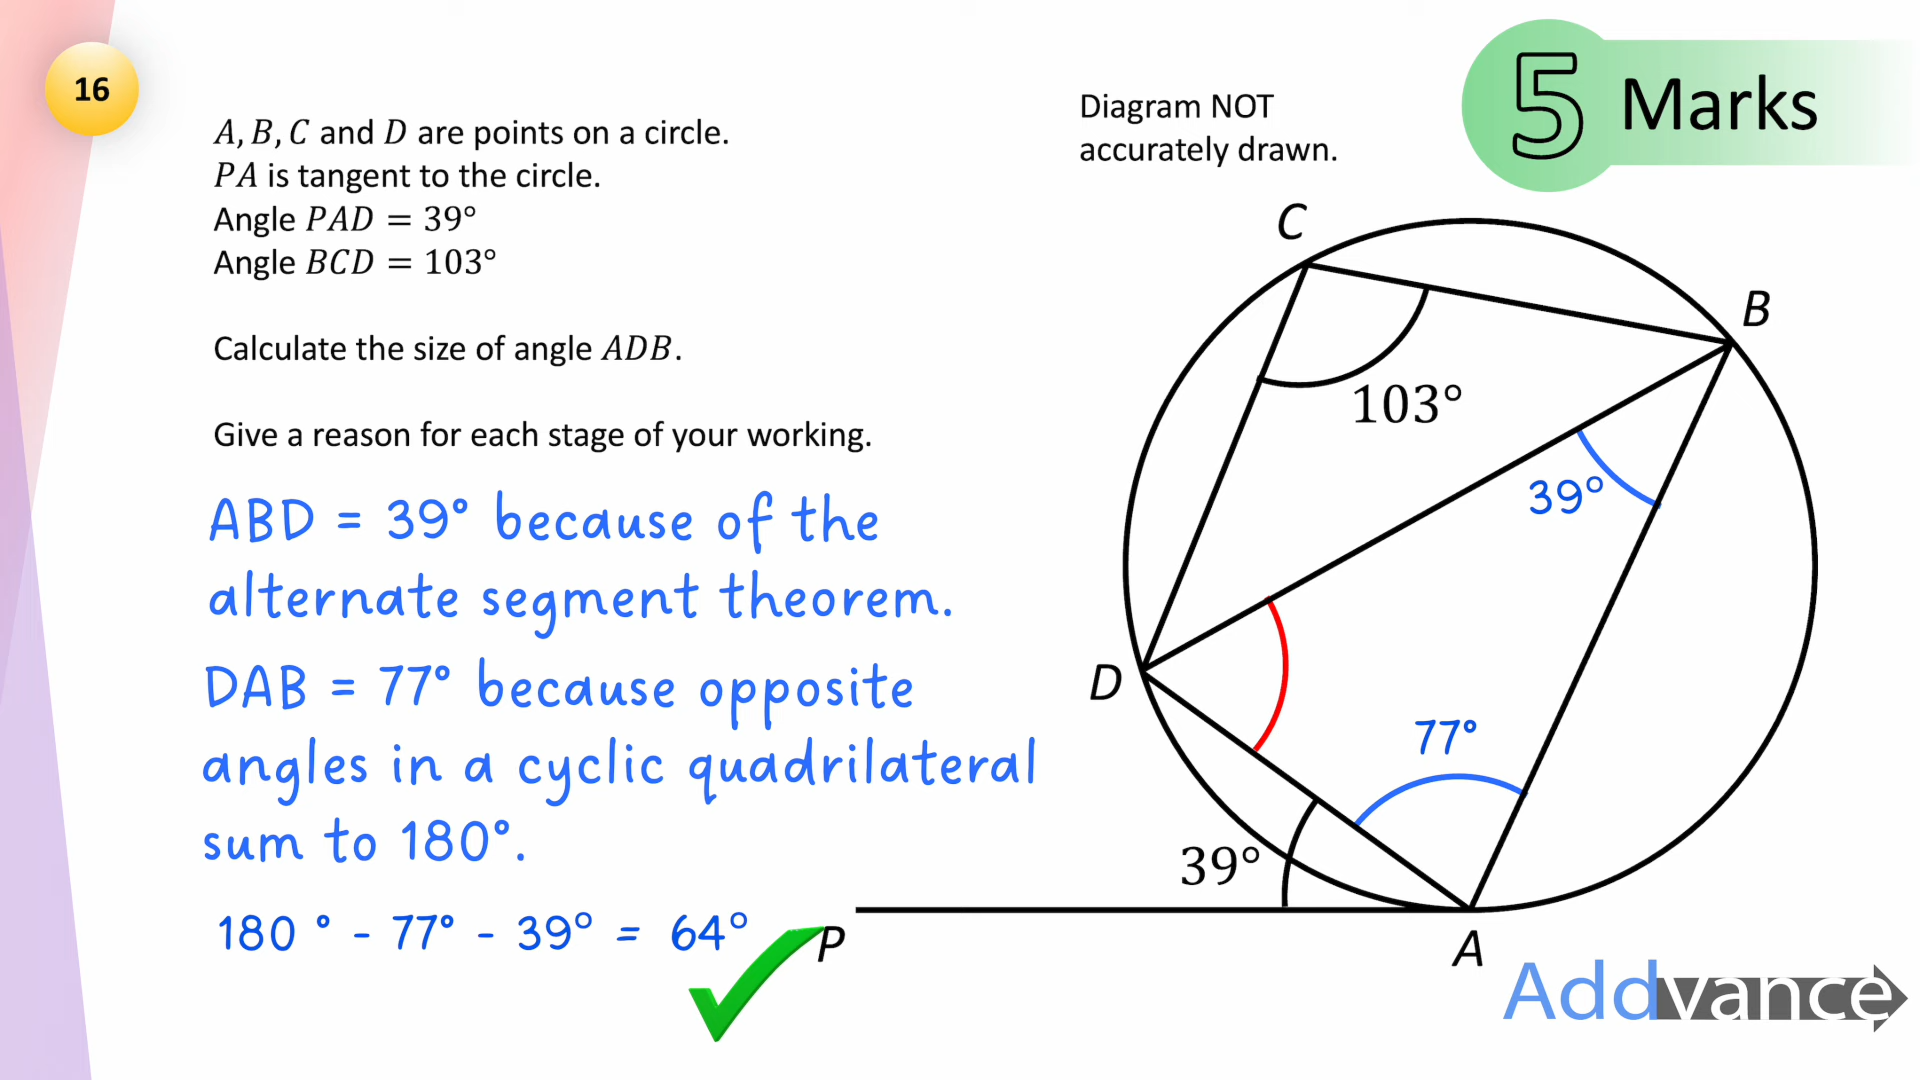 16
A, B, C and D are points on a circle.
PA is tangent to the circle.
Angle PAD = 39°
Angle BCD = 103°
Calculate the size of angle ADB.
Give a reason for each stage of your working.
ABD = 39° because of the
alternate segment theorem.
DAB = 77° because opposite
angles in a cyclic quadrilateral
sum to 180°.
180 ° - 77° - 39° = 64°
Diagram NOT
accurately drawn.
5 Marks
C
B
103°
39°
D
77°
39°
P
A
Addvance